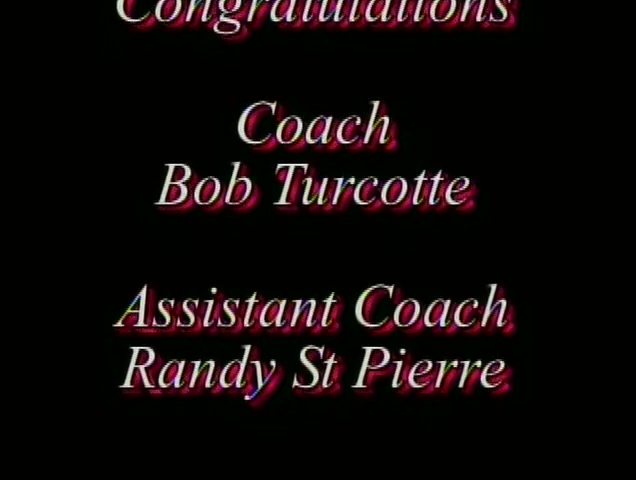 Congratulations
Coach
Bob Turcotte
Assistant Coach
Randy St Pierre